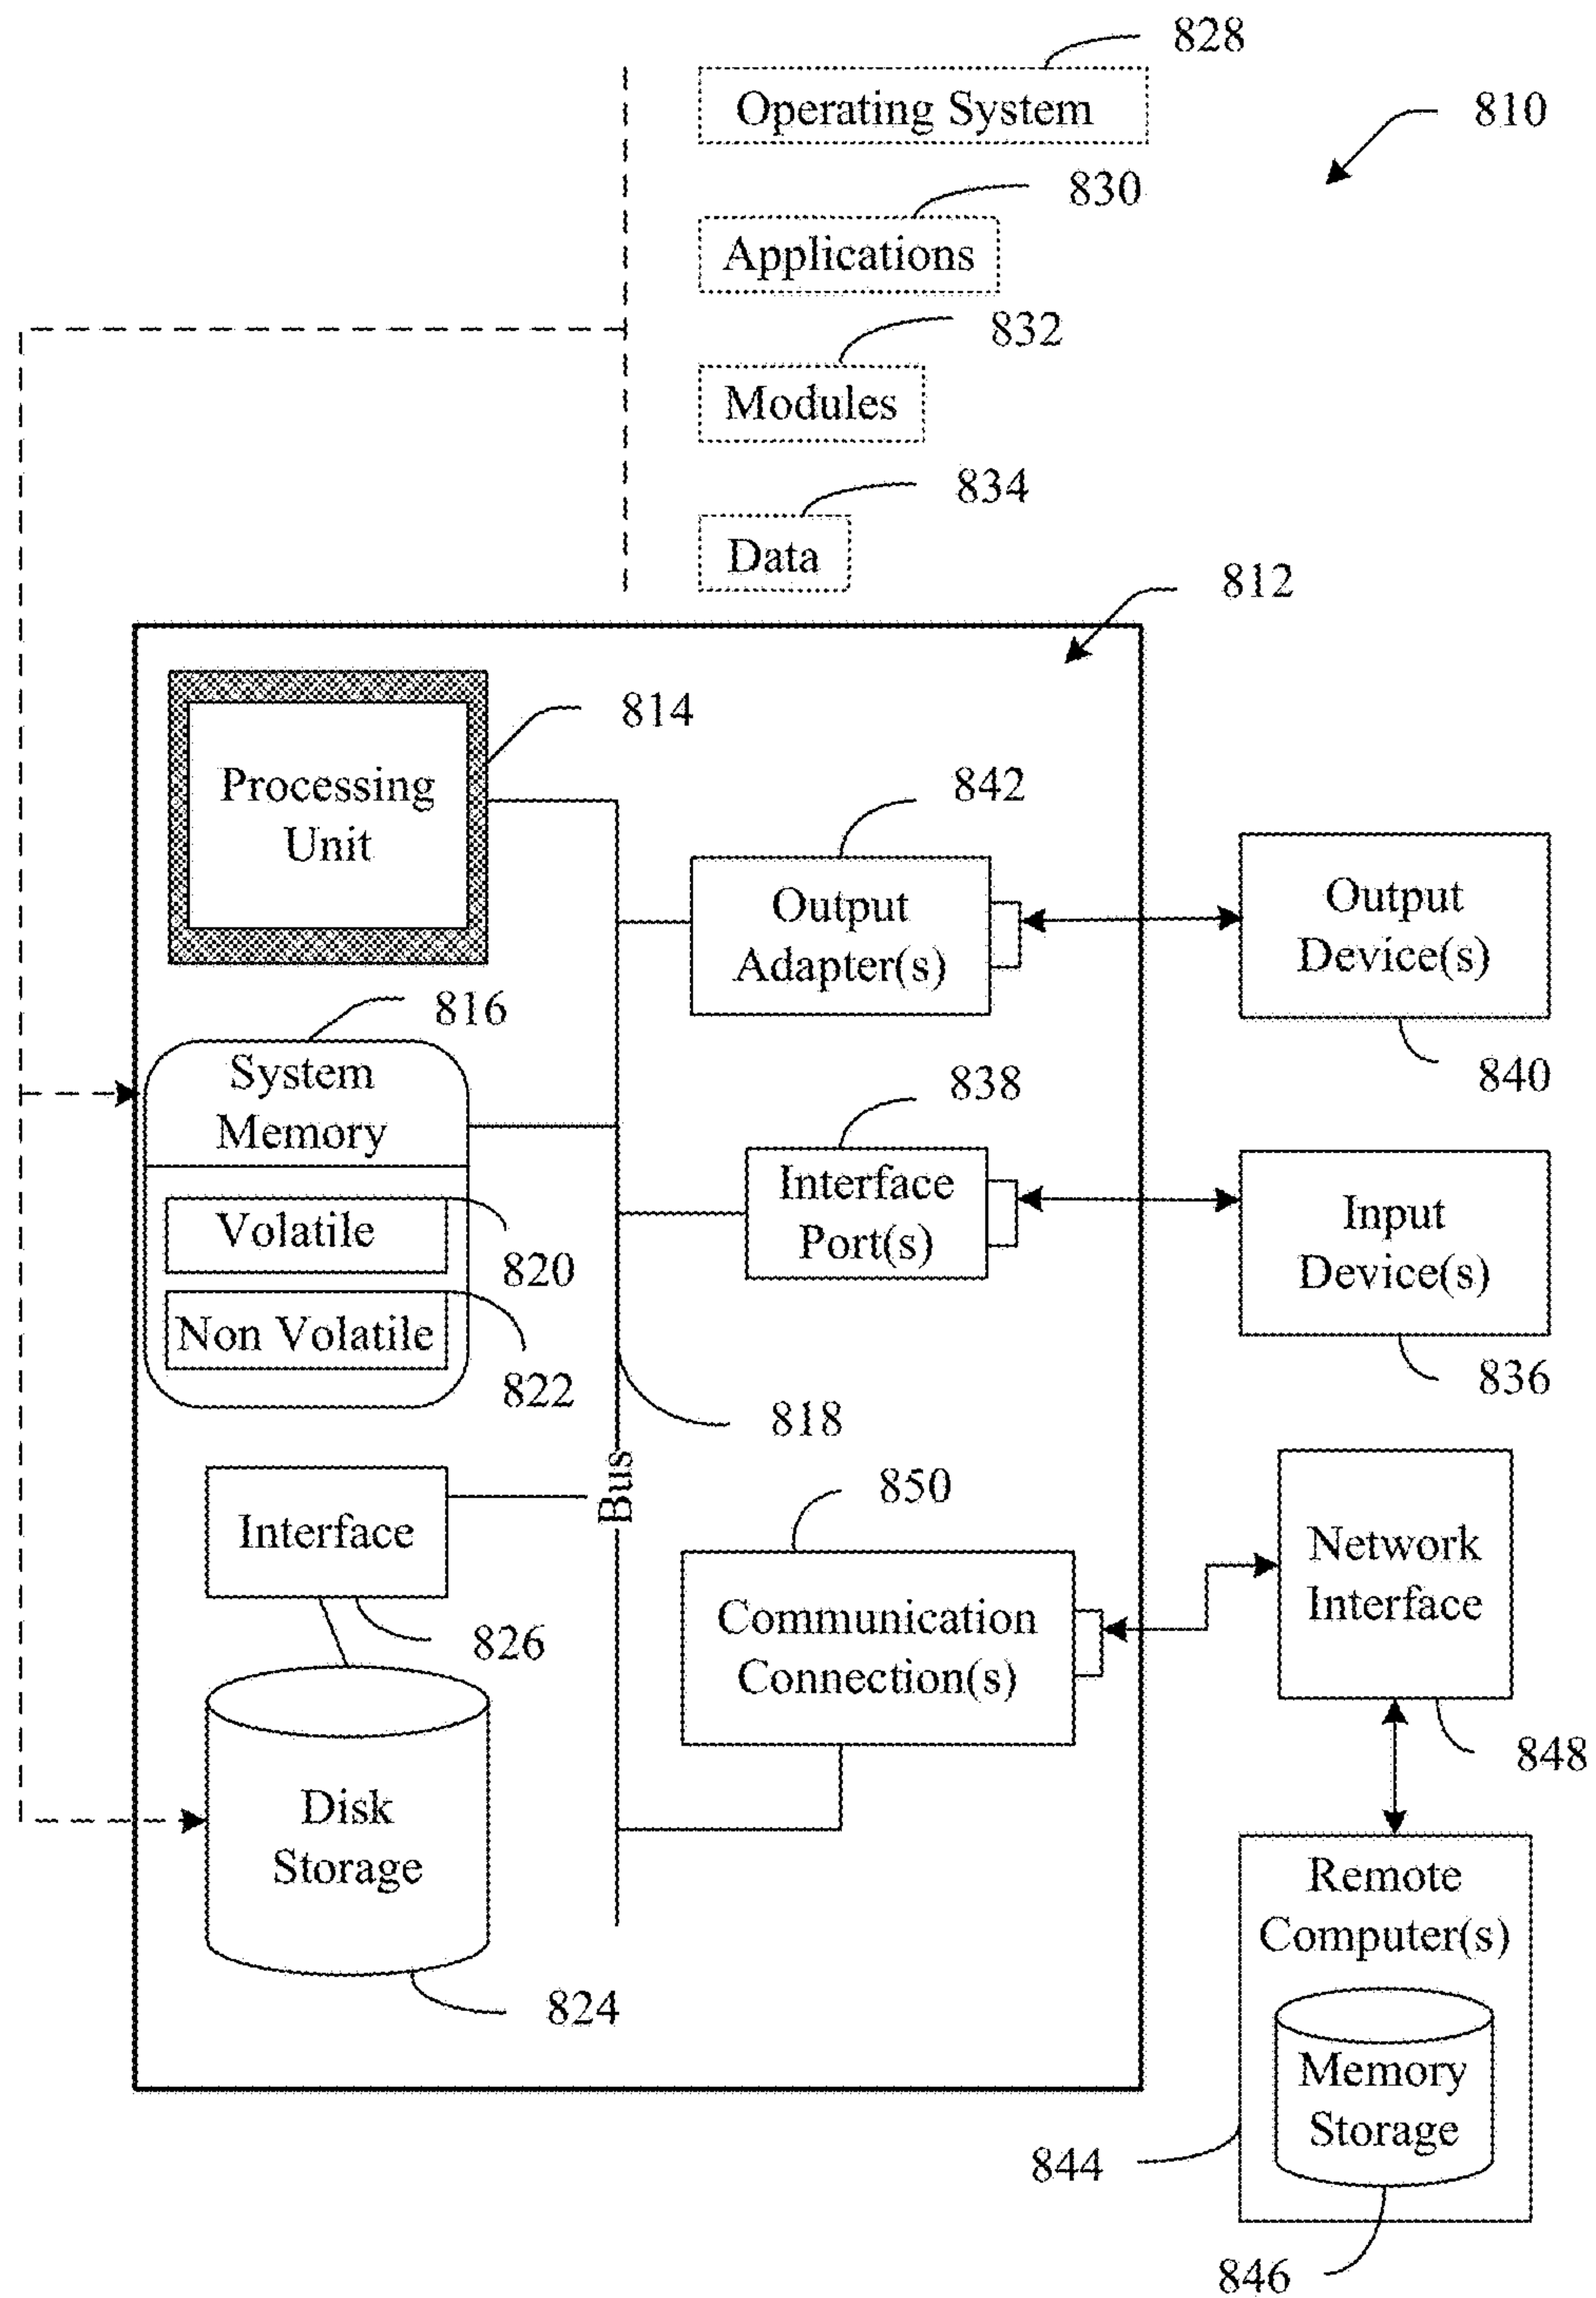 828
Operating System
810
830
Applications
832
Modules
834
Data
812
814
Processing
Unit
842
Output
Adapter(s)
Output
Device(s)
840
816
System
Memory
838
Interface
Port(s)
Input
Device(s)
836
Volatile
820
Non Volatile
822
818
Bus
Interface
826
850
Communication
Connection(s)
Network
Interface
848
Disk
Storage
824
Remote
Computer(s)
Memory
Storage
844
846